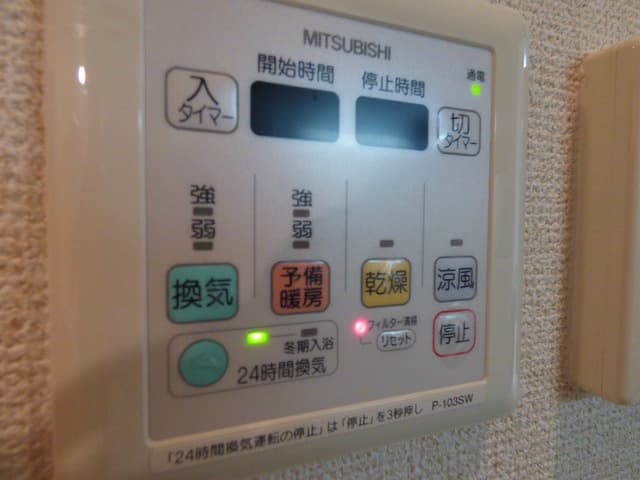 MITSUBISHI
開始時間
停止時間
通電
入
タイマー
切
タイマー
強
弱
強
弱
換気
予備
暖房
乾燥
涼風
冬期入浴
24時間換気
フィルター清掃
リセット
停止
「24時間換気運転の停止」は「停止」を3秒押し P-103SW